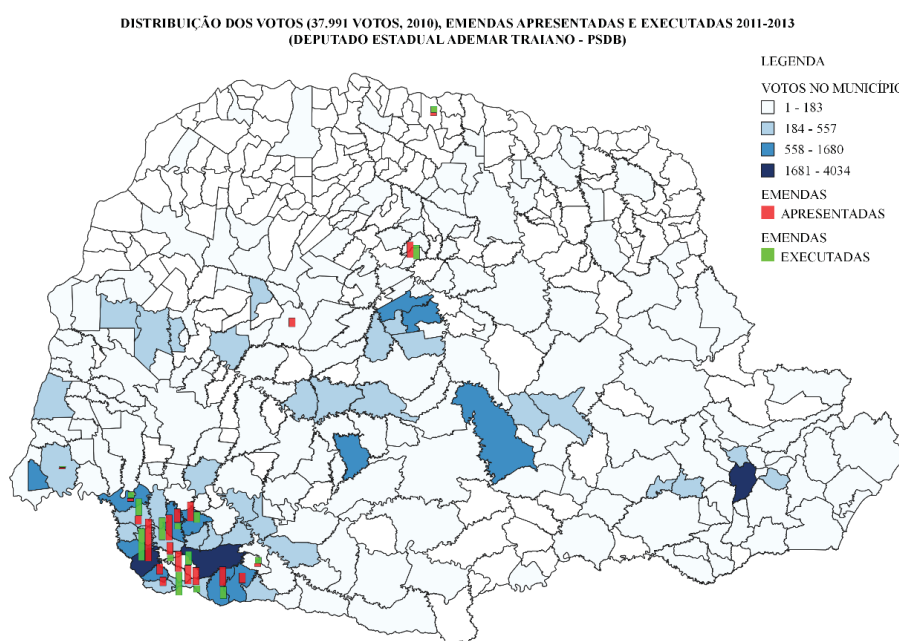 DISTRIBUIÇÃO DOS VOTOS (37.991 VOTOS, 2010), EMENDAS APRESENTADAS E EXECUTADAS 2011-2013
(DEPUTADO ESTADUAL ADEMAR TRAIANO - PSDB)
LEGENDA
VOTOS NO MUNICÍPIO
1 - 183
184 - 557
558 - 1680
1681 - 4034
EMENDAS
APRESENTADAS
EMENDAS
EXECUTADAS